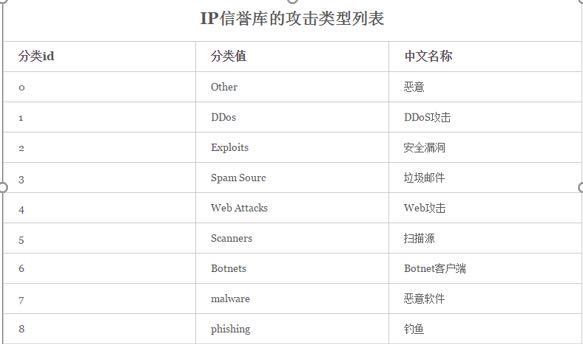 IP信誉库的攻击类型列表
分类id 分类值 中文名称
0 Other 恶意
1 DDos DDoS攻击
2 Exploits 安全漏洞
3 Spam Sourc 垃圾邮件
4 Web Attacks Web攻击
5 Scanners 扫描源
6 Botnets Botnet客户端
7 malware 恶意软件
8 phishing 钓鱼